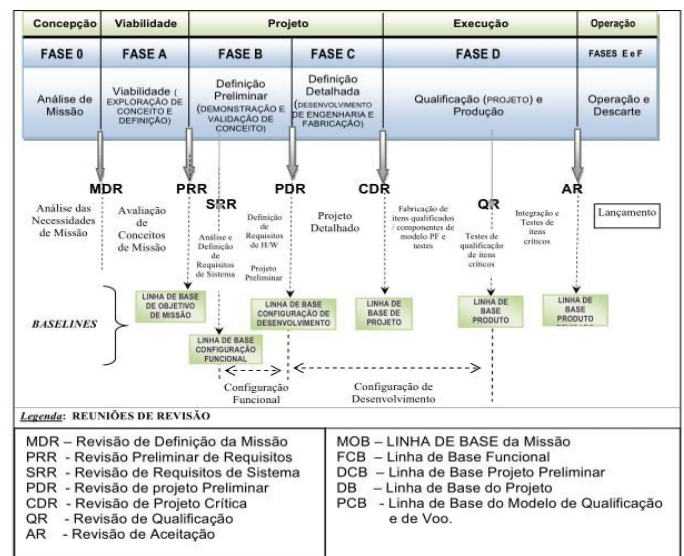 Concepção Viabilidade Projeto Execução Operação
FASE 0 FASE A FASE B FASE C FASE D FASES E e F
Análise de
Missão
Viabilidade (
EXPLORAÇÃO DE
CONCEITO E
DEFINIÇÃO)
Definição
Preliminar
(DEMONSTRAÇÃO E
VALIDAÇÃO DE
CONCEITO)
Definição
Detalhada
(DESENVOLVIMENTO
DE ENGENHARIA E
FABRICAÇÃO)
Qualificação (PROJETO) e
Produção
Operação e
Descarte
MDR PRR SRR PDR CDR QR AR
Análise das
Necessidades
de Missão
Avaliação
de
Conceitos
de Missão
Análise e
Definição
de
Requisitos
de Sistema
Definição
de
Requisitos
de H/W
Projeto
Preliminar
Projeto
Detalhado
Fabricação de
itens qualificados
/ componentes de
modelo PF e
testes
Testes de
qualificação
de itens
críticos
Integração e
Testes de
itens
críticos
Lançamento
BASELINES
LINHA DE BASE
DE OBJETIVO
DE MISSÃO
LINHA DE BASE
CONFIGURAÇÃO
FUNCIONAL
LINHA DE BASE
CONFIGURAÇÃO DE
DESENVOLVIMENTO
LINHA DE
BASE DE
PROJETO
LINHA DE
BASE
PRODUTO
LINHA DE
BASE
PRODUTO
Configuração
Funcional
Configuração de
Desenvolvimento
Legenda: REUNIÕES DE REVISÃO
MDR – Revisão de Definição da Missão
PRR - Revisão Preliminar de Requisitos
SRR - Revisão de Requisitos de Sistema
PDR - Revisão de projeto Preliminar
CDR - Revisão de Projeto Crítica
QR - Revisão de Qualificação
AR - Revisão de Aceitação
MOB – LINHA DE BASE da Missão
FCB – Linha de Base Funcional
DCB – Linha de Base Projeto Preliminar
DB – Linha de Base do Projeto
PCB - Linha de Base do Modelo de Qualificação
e de Voo.